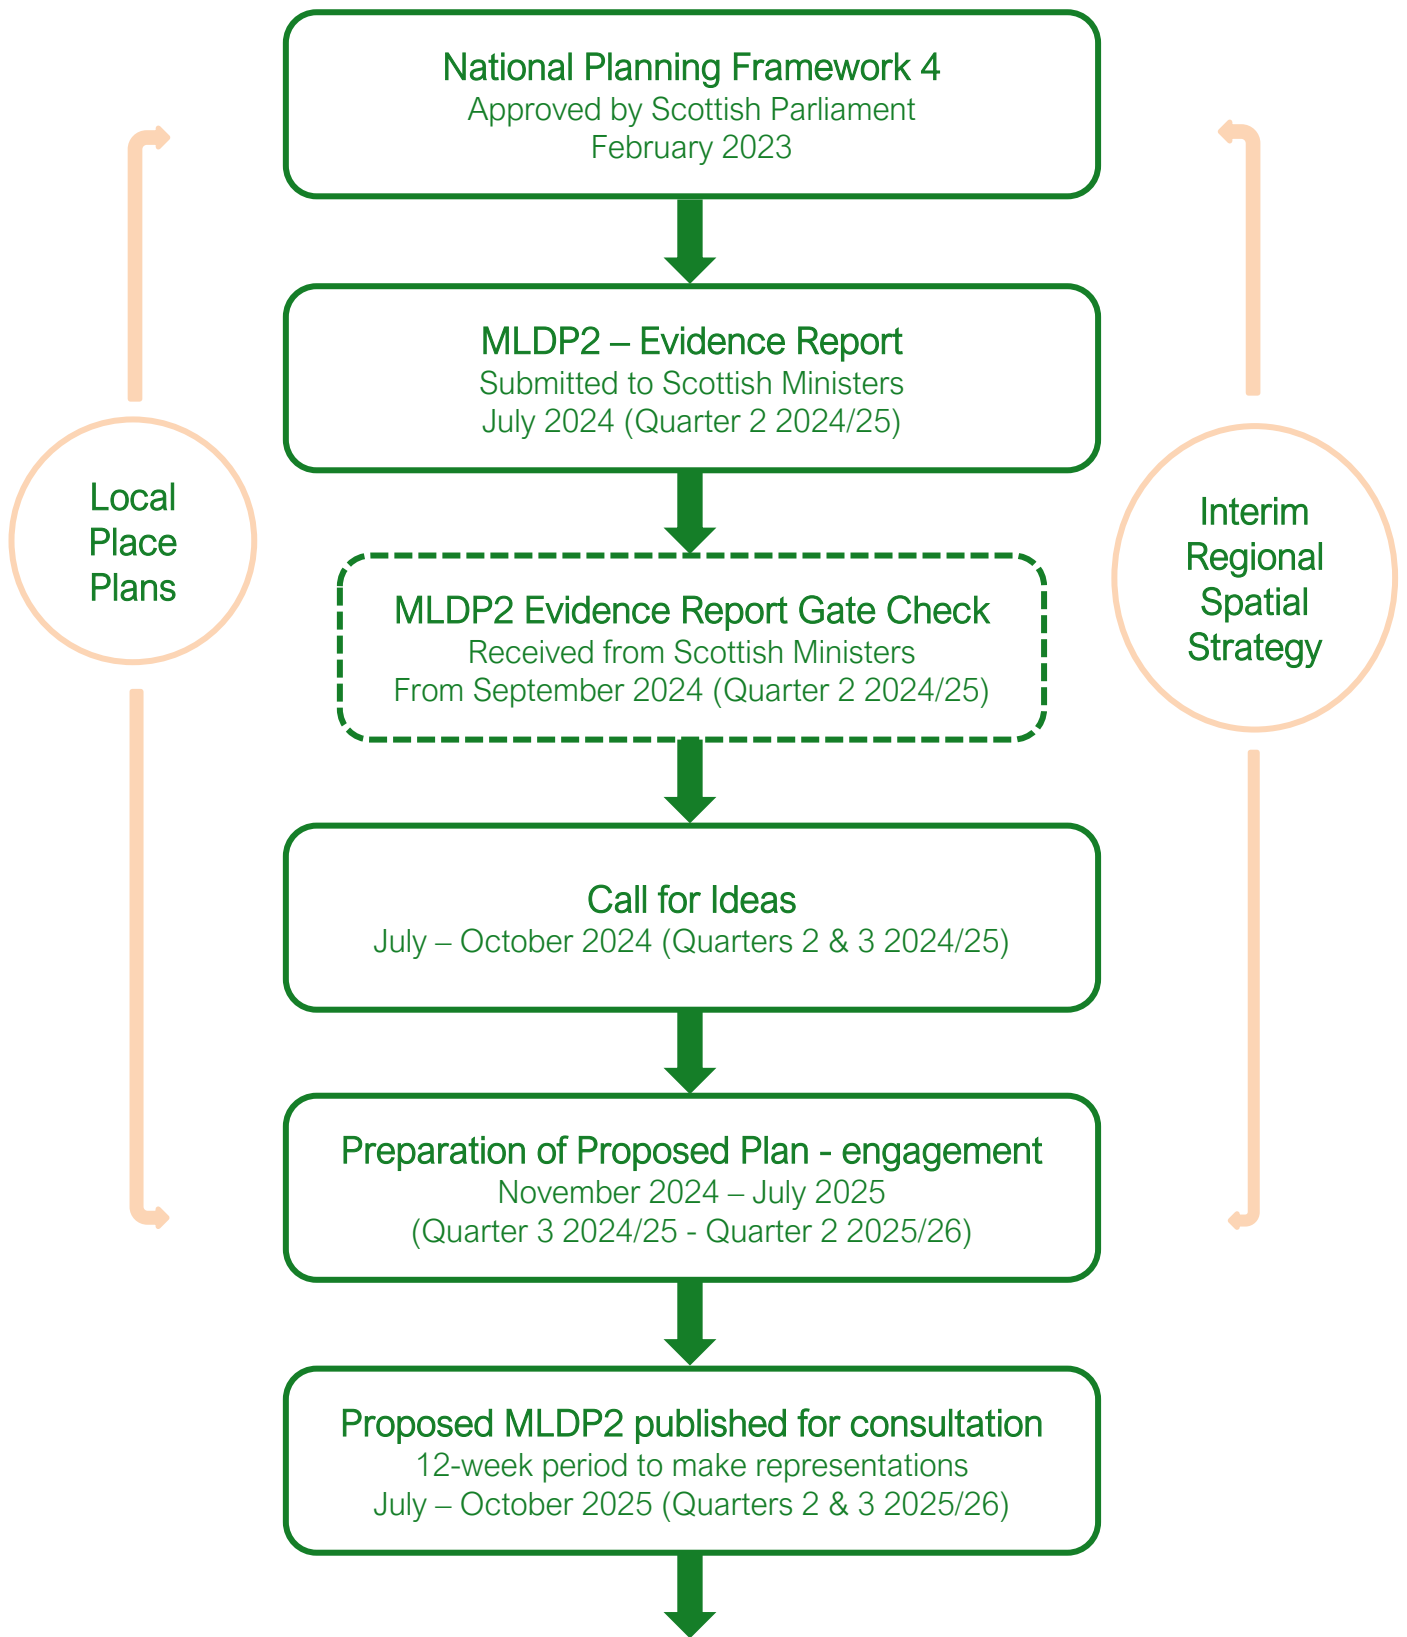 National Planning Framework 4
Approved by Scottish Parliament
February 2023
MLDP2 – Evidence Report
Submitted to Scottish Ministers
July 2024 (Quarter 2 2024/25)
Local
Place
Plans
Interim
Regional
Spatial
Strategy
MLDP2 Evidence Report Gate Check
Received from Scottish Ministers
From September 2024 (Quarter 2 2024/25)
Call for Ideas
July – October 2024 (Quarters 2 & 3 2024/25)
Preparation of Proposed Plan - engagement
November 2024 – July 2025
(Quarter 3 2024/25 - Quarter 2 2025/26)
Proposed MLDP2 published for consultation
12-week period to make representations
July – October 2025 (Quarters 2 & 3 2025/26)